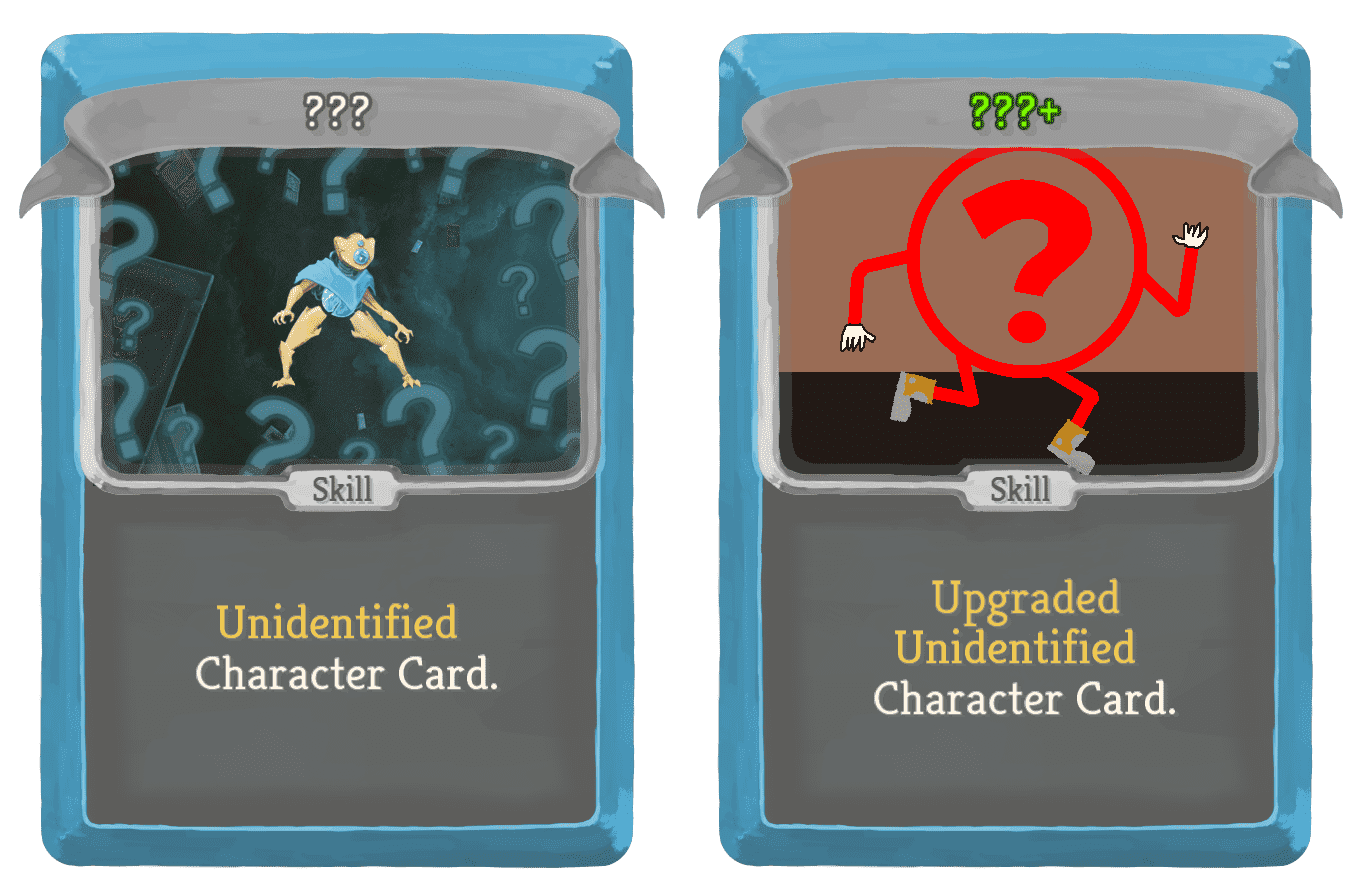 ???
Skill
Unidentified
Character Card.
???+
?
Skill
Upgraded
Unidentified
Character Card.